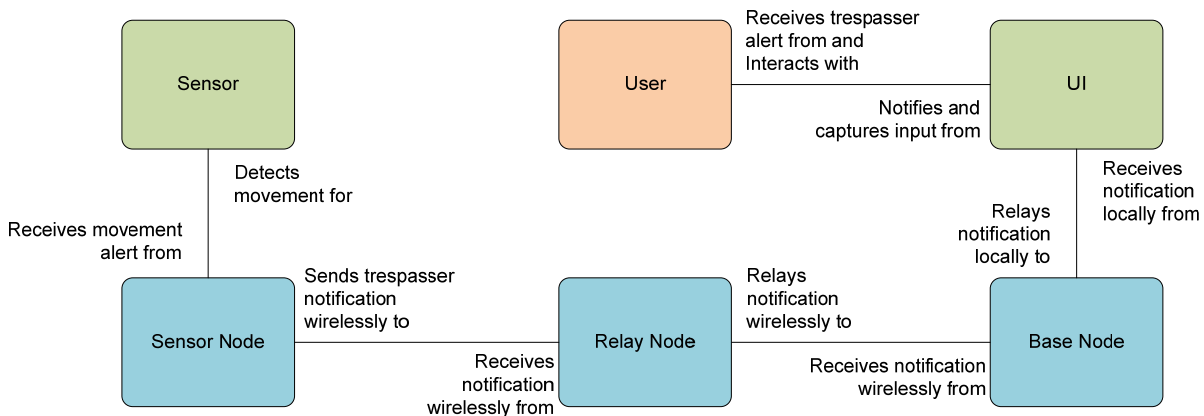 Sensor
User
Receives trespasser
alert from and
Interacts with
UI
Notifies and
captures input from
Detects
movement for
Receives movement
alert from
Receives
notification
locally from
Relays
notification
locally to
Sensor Node
Sends trespasser
notification
wirelessly to
Receives
notification
wirelessly from
Relay Node
Relays
notification
wirelessly to
Receives notification
wirelessly from
Base Node